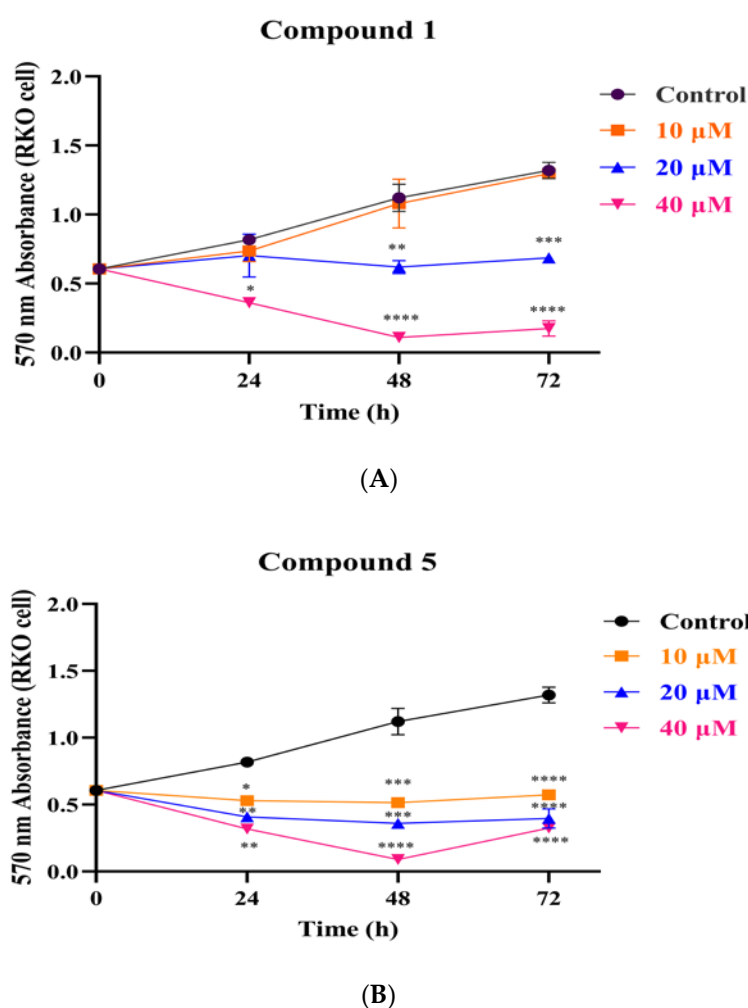 Compound 1
2.0
1.5
1.0
0.5
0.0
570 nm Absorbance (RKO cell)
Control
10 μM
20 μM
40 μM
*
**
****
***
****
0 24 48 72
Time (h)
(A)
Compound 5
2.0
1.5
1.0
0.5
0.0
570 nm Absorbance (RKO cell)
Control
10 μM
20 μM
40 μM
* *** ****
** *** ****
** **** ****
0 24 48 72
Time (h)
(B)